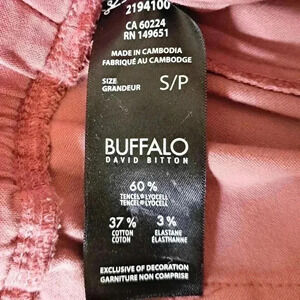 2194100
CA 60224
RN 149651
MADE IN CAMBODIA
FABRIQUÉ AU CAMBODGE
SIZE
GRANDEUR
S/P
BUFFALO
DAVID BITTON
60 %
TENCEL® LYOCELL
TENCEL® LYOCELL
37 % 3 %
COTTON ELASTANE
COTON ÉLASTHANNE
EXCLUSIVE OF DECORATION
GARNITURE NON COMPRISE